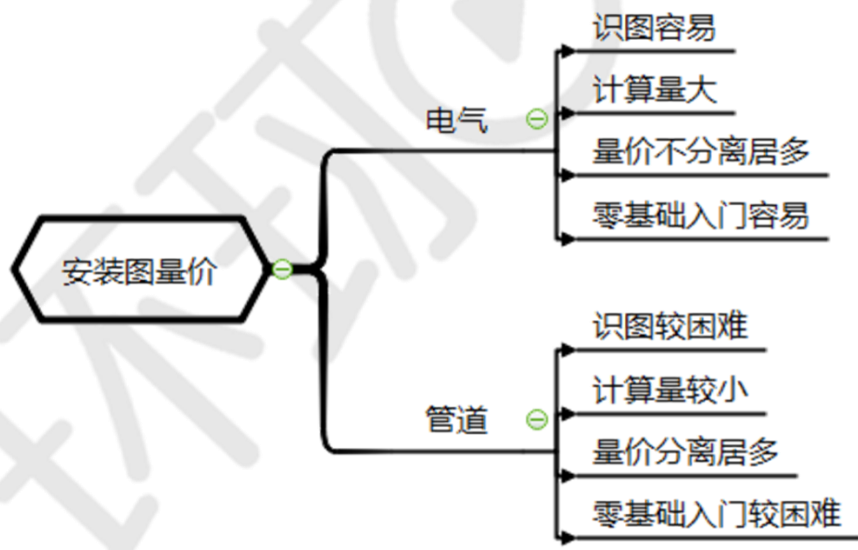 安装图量价
电气
识图容易
计算量大
量价不分离居多
零基础入门容易
管道
识图较困难
计算量较小
量价分离居多
零基础入门较困难
环球